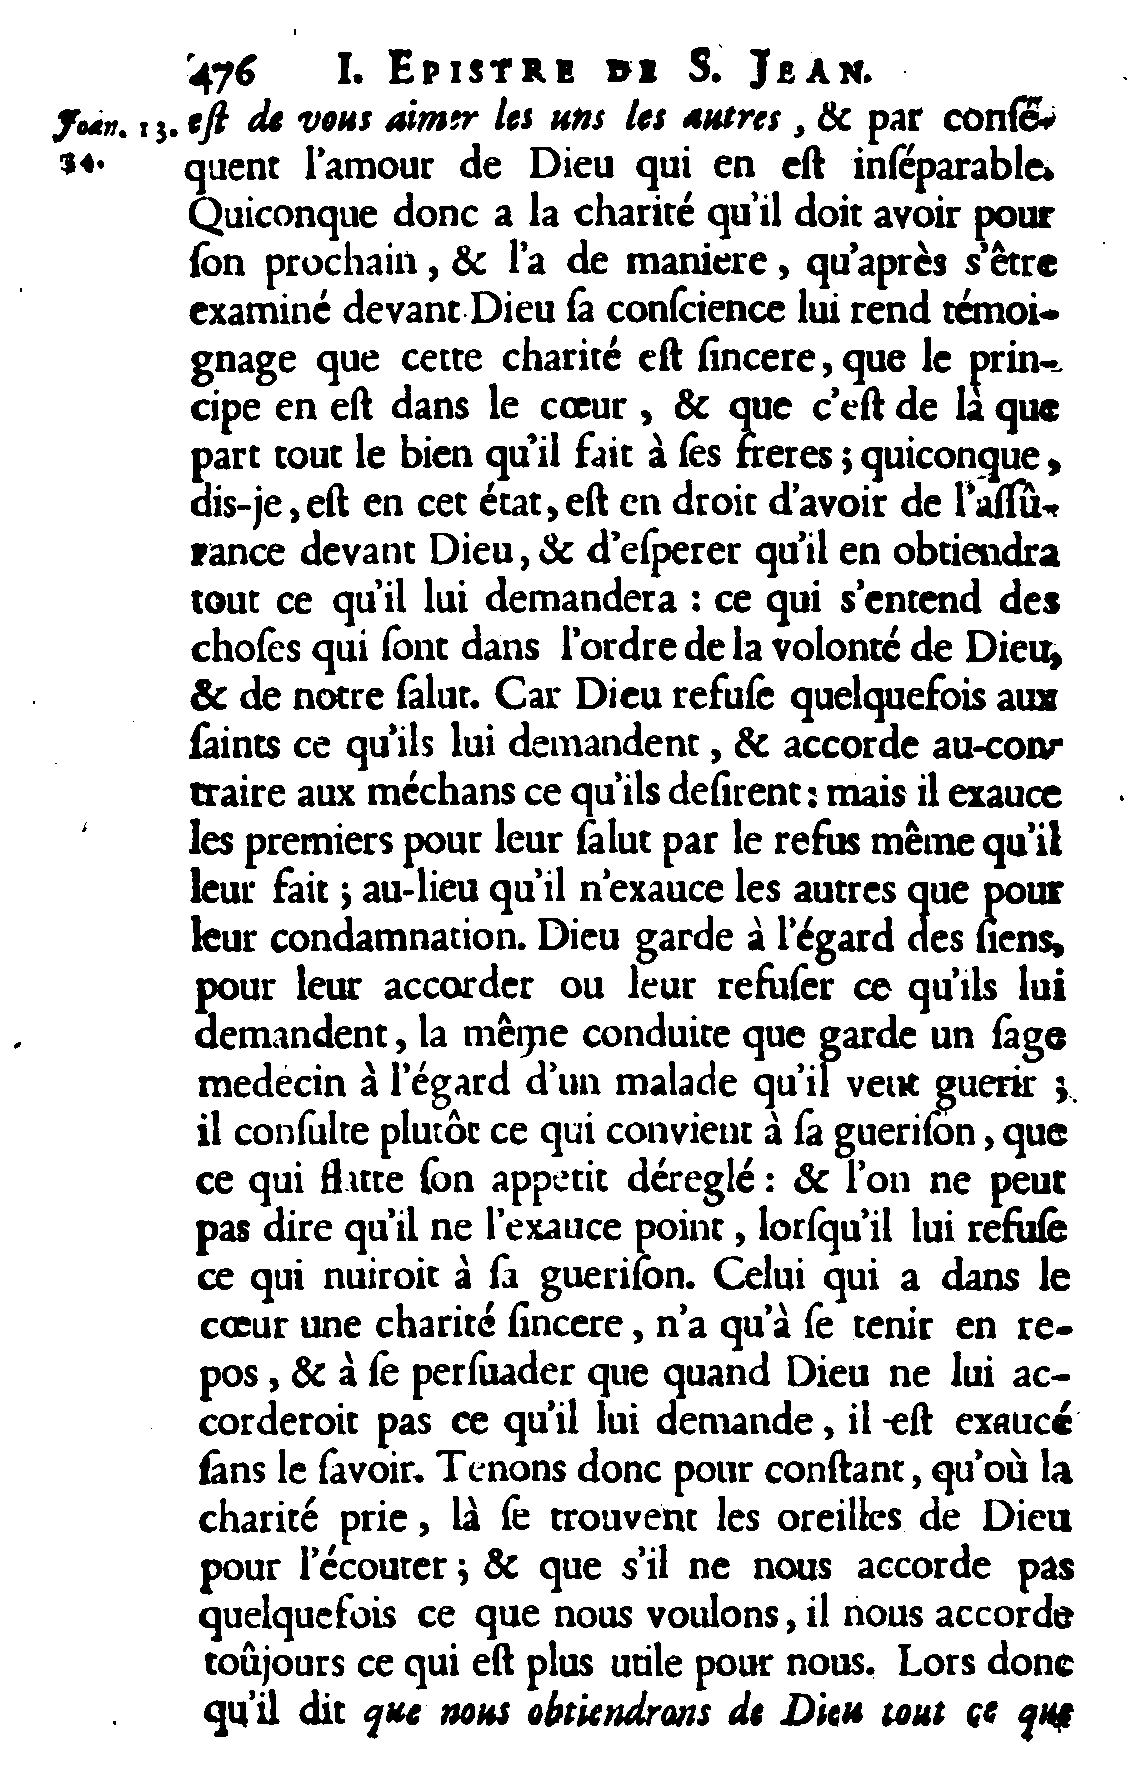 476 I. EPISTRE DE S. JEAN.
Joan. 13. eſt de vous aimer les uns les autres, & par conſé-
34. quent l'amour de Dieu qui en eſt inſéparable.
Quiconque donc a la charité qu'il doit avoir pour
ſon prochain, & l'a de maniere, qu'après s'être
examiné devant Dieu ſa conſcience lui rend témoi-
gnage que cette charité eſt ſincere, que le prin-
cipe en eſt dans le cœur, & que c'eſt de là que
part tout le bien qu'il fait à ſes freres; quiconque,
dis-je, eſt en cet état, eſt en droit d'avoir de l'aſſû-
rance devant Dieu, & d'eſperer qu'il en obtiendra
tout ce qu'il lui demandera : ce qui s'entend des
choſes qui ſont dans l'ordre de la volonté de Dieu,
& de notre ſalut. Car Dieu refuſe quelquefois aux
ſaints ce qu'ils lui demandent, & accorde au-con-
traire aux méchans ce qu'ils deſirent: mais il exauce
les premiers pour leur ſalut par le refus même qu'il
leur fait; au-lieu qu'il n'exauce les autres que pour
leur condamnation. Dieu garde à l'égard des ſiens,
pour leur accorder ou leur refuſer ce qu'ils lui
demandent, la même conduite que garde un ſage
medecin à l'égard d'un malade qu'il veut guerir ;
il conſulte plutôt ce qui convient à ſa gueriſon, que
ce qui flatte ſon appetit déreglé : & l'on ne peut
pas dire qu'il ne l'exauce point, lorſqu'il lui refuſe
ce qui nuiroit à ſa gueriſon. Celui qui a dans le
cœur une charité ſincere, n'a qu'à ſe tenir en re-
pos, & à ſe perſuader que quand Dieu ne lui ac-
corderoit pas ce qu'il lui demande, il eſt exaucé
ſans le ſavoir. Tenons donc pour conſtant, qu'où la
charité prie, là ſe trouvent les oreilles de Dieu
pour l'écouter; & que s'il ne nous accorde pas
quelquefois ce que nous voulons, il nous accorde
toûjours ce qui eſt plus utile pour nous. Lors donc
qu'il dit que nous obtiendrons de Dieu tout ce que